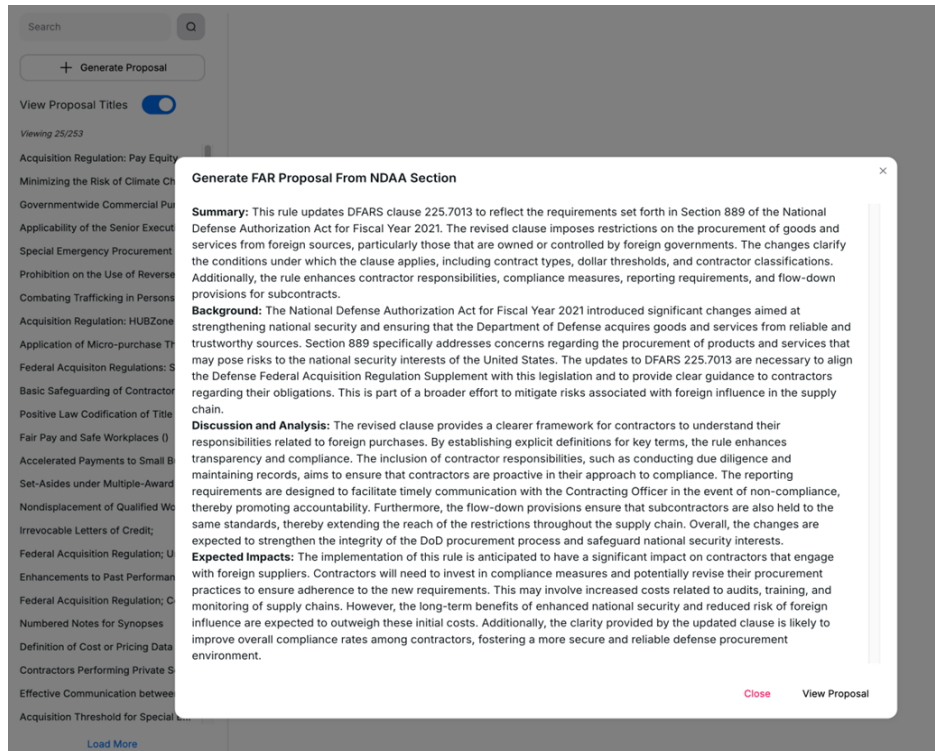 Search
Generate Proposal
View Proposal Titles
Viewing 25/253
Acquisition Regulation: Pay Equity
Minimizing the Risk of Climate Ch
Governmentwide Commercial Pur
Applicability of the Senior Execut
Special Emergency Procurement
Prohibition on the Use of Reverse
Combating Trafficking in Persons
Acquisition Regulation: HUBZone
Application of Micro-purchase Th
Federal Acquisiton Regulations: S
Basic Safeguarding of Contractor
Positive Law Codification of Title
Fair Pay and Safe Workplaces ()
Accelerated Payments to Small B
Set-Asides under Multiple-Award
Nondisplacement of Qualified Wo
Irrevocable Letters of Credit;
Federal Acquisition Regulation; U
Enhancements to Past Performan
Federal Acquisition Regulation; C
Numbered Notes for Synopses
Definition of Cost or Pricing Data
Contractors Performing Private S
Effective Communication betwee
Acquisition Threshold for Special
Load More
Generate FAR Proposal From NDAA Section
Summary: This rule updates DFARS clause 225.7013 to reflect the requirements set forth in Section 889 of the National
Defense Authorization Act for Fiscal Year 2021. The revised clause imposes restrictions on the procurement of goods and
services from foreign sources, particularly those that are owned or controlled by foreign governments. The changes clarify
the conditions under which the clause applies, including contract types, dollar thresholds, and contractor classifications.
Additionally, the rule enhances contractor responsibilities, compliance measures, reporting requirements, and flow-down
provisions for subcontracts.
Background: The National Defense Authorization Act for Fiscal Year 2021 introduced significant changes aimed at
strengthening national security and ensuring that the Department of Defense acquires goods and services from reliable and
trustworthy sources. Section 889 specifically addresses concerns regarding the procurement of products and services that
may pose risks to the national security interests of the United States. The updates to DFARS 225.7013 are necessary to align
the Defense Federal Acquisition Regulation Supplement with this legislation and to provide clear guidance to contractors
regarding their obligations. This is part of a broader effort to mitigate risks associated with foreign influence in the supply
chain.
Discussion and Analysis: The revised clause provides a clearer framework for contractors to understand their
responsibilities related to foreign purchases. By establishing explicit definitions for key terms, the rule enhances
transparency and compliance. The inclusion of contractor responsibilities, such as conducting due diligence and
maintaining records, aims to ensure that contractors are proactive in their approach to compliance. The reporting
requirements are designed to facilitate timely communication with the Contracting Officer in the event of non-compliance,
thereby promoting accountability. Furthermore, the flow-down provisions ensure that subcontractors are also held to the
same standards, thereby extending the reach of the restrictions throughout the supply chain. Overall, the changes are
expected to strengthen the integrity of the DoD procurement process and safeguard national security interests.
Expected Impacts: The implementation of this rule is anticipated to have a significant impact on contractors that engage
with foreign suppliers. Contractors will need to invest in compliance measures and potentially revise their procurement
practices to ensure adherence to the new requirements. This may involve increased costs related to audits, training, and
monitoring of supply chains. However, the long-term benefits of enhanced national security and reduced risk of foreign
influence are expected to outweigh these initial costs. Additionally, the clarity provided by the updated clause is likely to
improve overall compliance rates among contractors, fostering a more secure and reliable defense procurement
environment.
Close
View Proposal